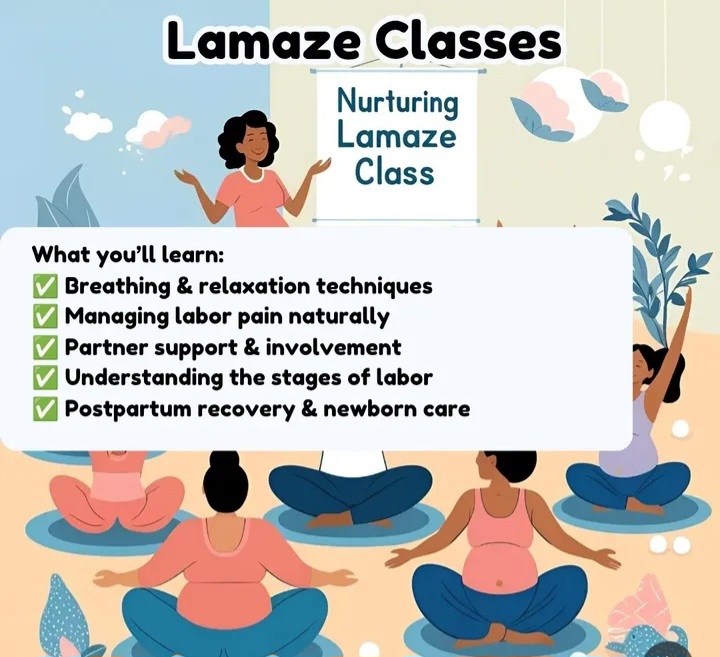 Lamaze Classes
Nurturing
Lamaze
Class
What you'll learn:
✅ Breathing & relaxation techniques
✅ Managing labor pain naturally
✅ Partner support & involvement
✅ Understanding the stages of labor
✅ Postpartum recovery & newborn care